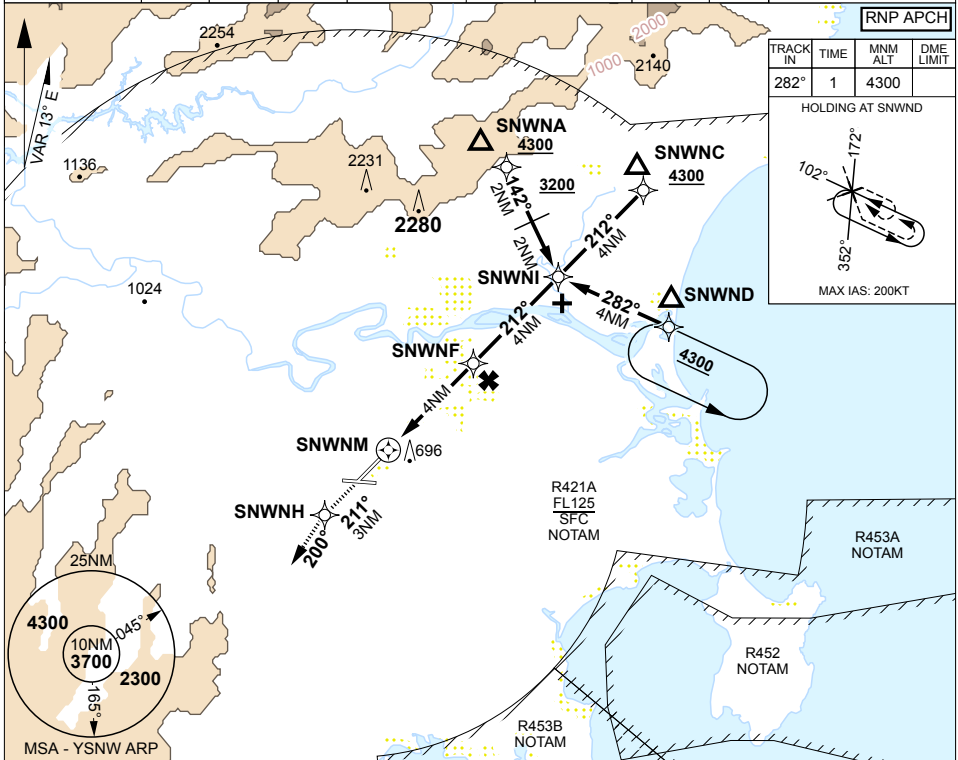 RNP APCH
TRACK IN TIME MNM ALT DME LIMIT
282° 1 4300
HOLDING AT SNWND
172°
102°
352°
MAX IAS: 200KT
VAR 13° E
2254
2000
1000
2140
1136
2231
2280
1024
SNWNA
4300
3200
142°
2NM
2NM
SNWNC
4300
212°
4NM
SNWNI
SNWND
282°
4NM
4300
212°
4NM
SNWNF
4NM
SNWNM
696
SNWNH
211°
3NM
200°
R421A
FL125
SFC
NOTAM
R453A
NOTAM
R452
NOTAM
R453B
NOTAM
25NM
4300
045°
10NM
3700
2300
165°
MSA - YSNW ARP